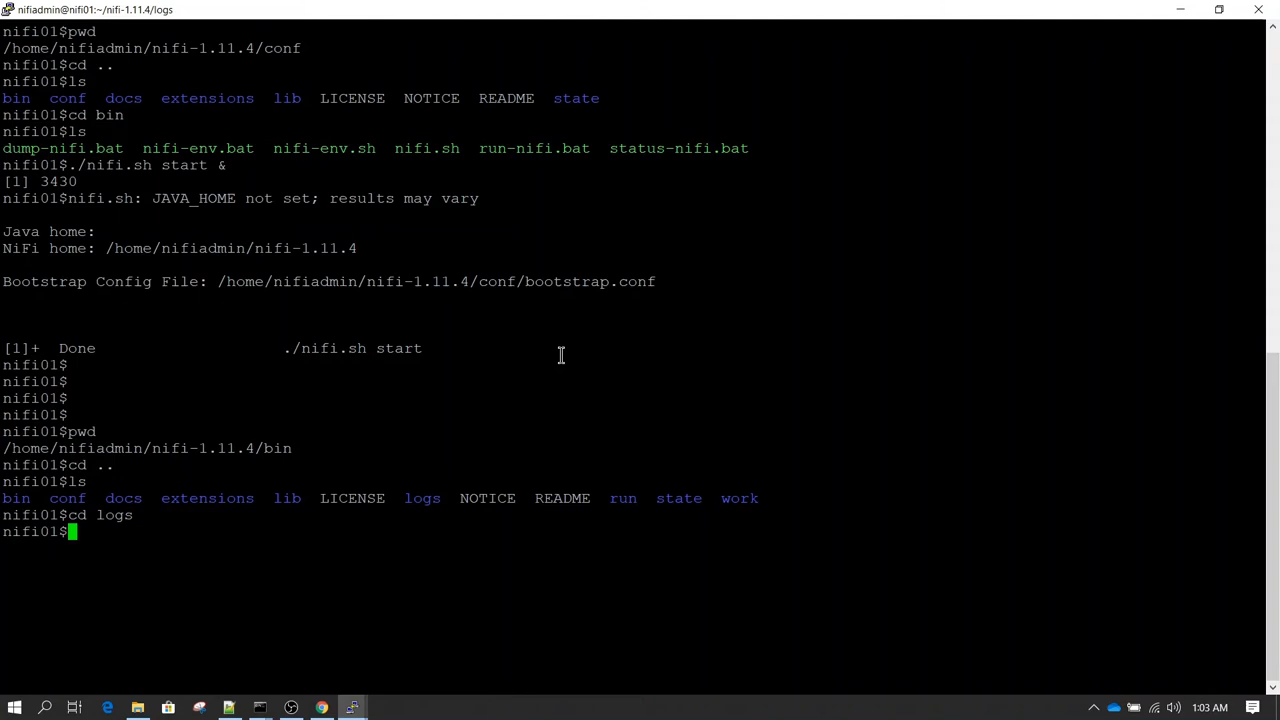 nifiadmin@nifi01:~/nifi-1.11.4/logs
nifi01$pwd
/home/nifiadmin/nifi-1.11.4/conf
nifi01$cd ..
nifi01$ls
bin conf docs extensions lib LICENSE NOTICE README state
nifi01$cd bin
nifi01$ls
dump-nifi.bat nifi-env.bat nifi-env.sh nifi.sh run-nifi.bat status-nifi.bat
nifi01$./nifi.sh start &
[1] 3430
nifi01$nifi.sh: JAVA_HOME not set; results may vary
Java home:
NiFi home: /home/nifiadmin/nifi-1.11.4
Bootstrap Config File: /home/nifiadmin/nifi-1.11.4/conf/bootstrap.conf
[1]+ Done ./nifi.sh start
nifi01$
nifi01$
nifi01$
nifi01$
nifi01$pwd
/home/nifiadmin/nifi-1.11.4/bin
nifi01$cd ..
nifi01$ls
bin conf docs extensions lib LICENSE logs NOTICE README run state work
nifi01$cd logs
nifi01$
1:03 AM